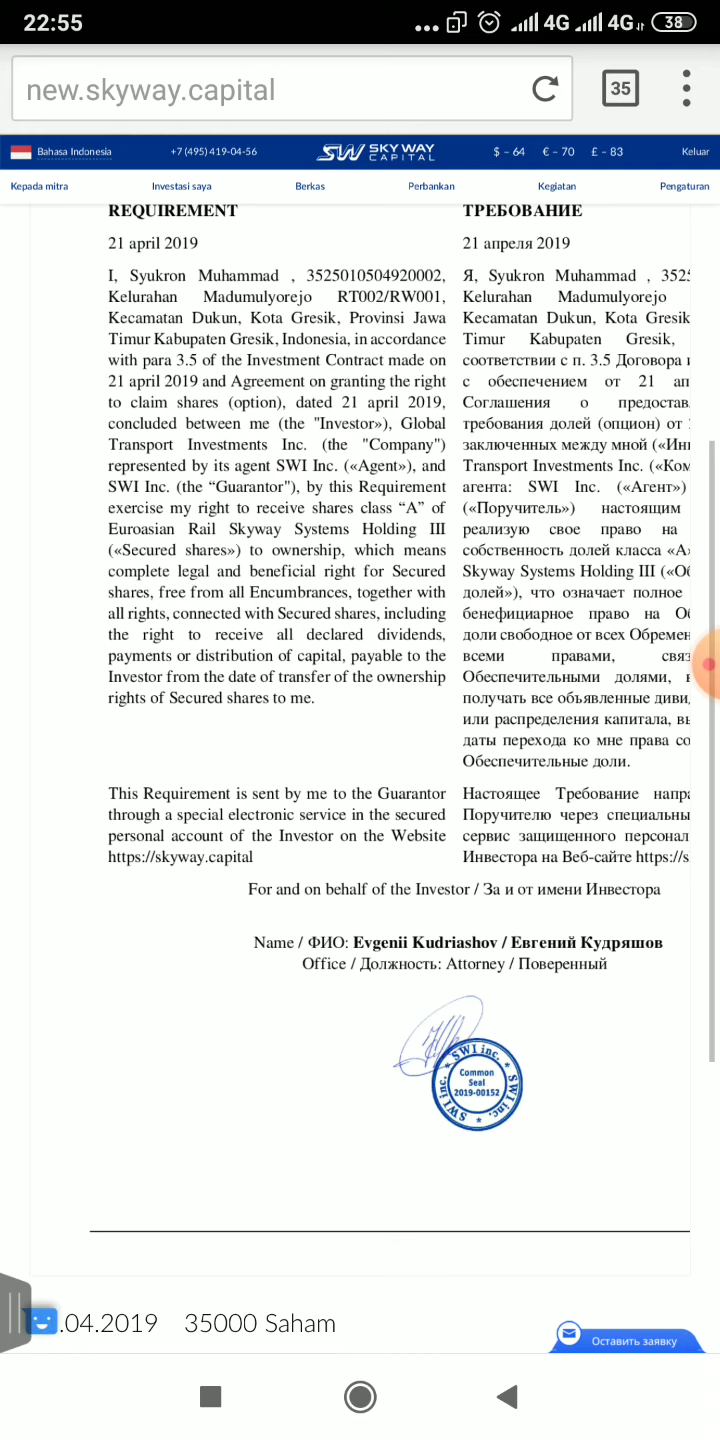 22:55
4G 4G 38
new.skyway.capital
35
Bahasa Indonesia +7 (495) 419-04-56 SW SKY WAY CAPITAL $ – 64 € – 70 £ – 83 Keluar
Kepada mitra Investasi saya Berkas Perbankan Kegiatan Pengaturan
REQUIREMENT
21 april 2019
I, Syukron Muhammad , 3525010504920002,
Kelurahan Madumulyorejo RT002/RW001,
Kecamatan Dukun, Kota Gresik, Provinsi Jawa
Timur Kabupaten Gresik, Indonesia, in accordance
with para 3.5 of the Investment Contract made on
21 april 2019 and Agreement on granting the right
to claim shares (option), dated 21 april 2019,
concluded between me (the "Investor»), Global
Transport Investments Inc. (the "Company")
represented by its agent SWI Inc. («Agent»), and
SWI Inc. (the “Guarantor"), by this Requirement
exercise my right to receive shares class “A” of
Euroasian Rail Skyway Systems Holding III
(«Secured shares») to ownership, which means
complete legal and beneficial right for Secured
shares, free from all Encumbrances, together with
all rights, connected with Secured shares, including
the right to receive all declared dividends,
payments or distribution of capital, payable to the
Investor from the date of transfer of the ownership
rights of Secured shares to me.
This Requirement is sent by me to the Guarantor
through a special electronic service in the secured
personal account of the Investor on the Website
https://skyway.capital
ТРЕБОВАНИЕ
21 апреля 2019
Я, Syukron Muhammad , 352
Kelurahan Madumulyorejo
Kecamatan Dukun, Kota Gresik
Timur Kabupaten Gresik,
соответствии с п. 3.5 Договора
с обеспечением от 21 ап
Соглашения о предостав
требования долей (опцион) от
заключенных между мной («Ин
Transport Investments Inc. («Ком
агента: SWI Inc. («Агент»)
(«Поручитель») настоящим
реализую свое право на
собственность долей класса «А»
Skyway Systems Holding III («Об
долей»), что означает полное
бенефициарное право на Об
доли свободное от всех Обремен
всеми правами, связ
Обеспечительными долями, в
получать все объявленные диви
или распределения капитала, вы
даты перехода ко мне права со
Обеспечительные доли.
Настоящее Требование напра
Поручителю через специальны
сервис защищенного персонал
Инвестора на Веб-сайте https://s
For and on behalf of the Investor / За и от имени Инвестора
Name / ФИО: Evgenii Kudriashov / Евгений Кудряшов
Office / Должность: Attorney / Поверенный
SWI inc. * SWI inc. * SWI inc.
Common
Seal
2019-00152
.04.2019 35000 Saham
Оставить заявку